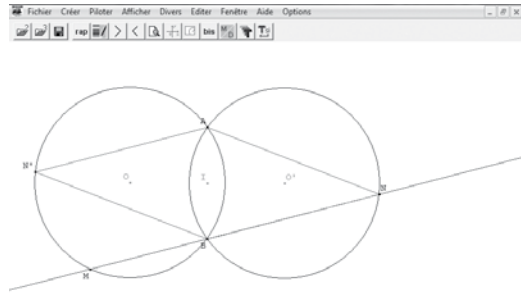 Fichier Créer Piloter Afficher Divers Editer Fenêtre Aide Options
rap bis
A
N'
O I O'
N
B
M